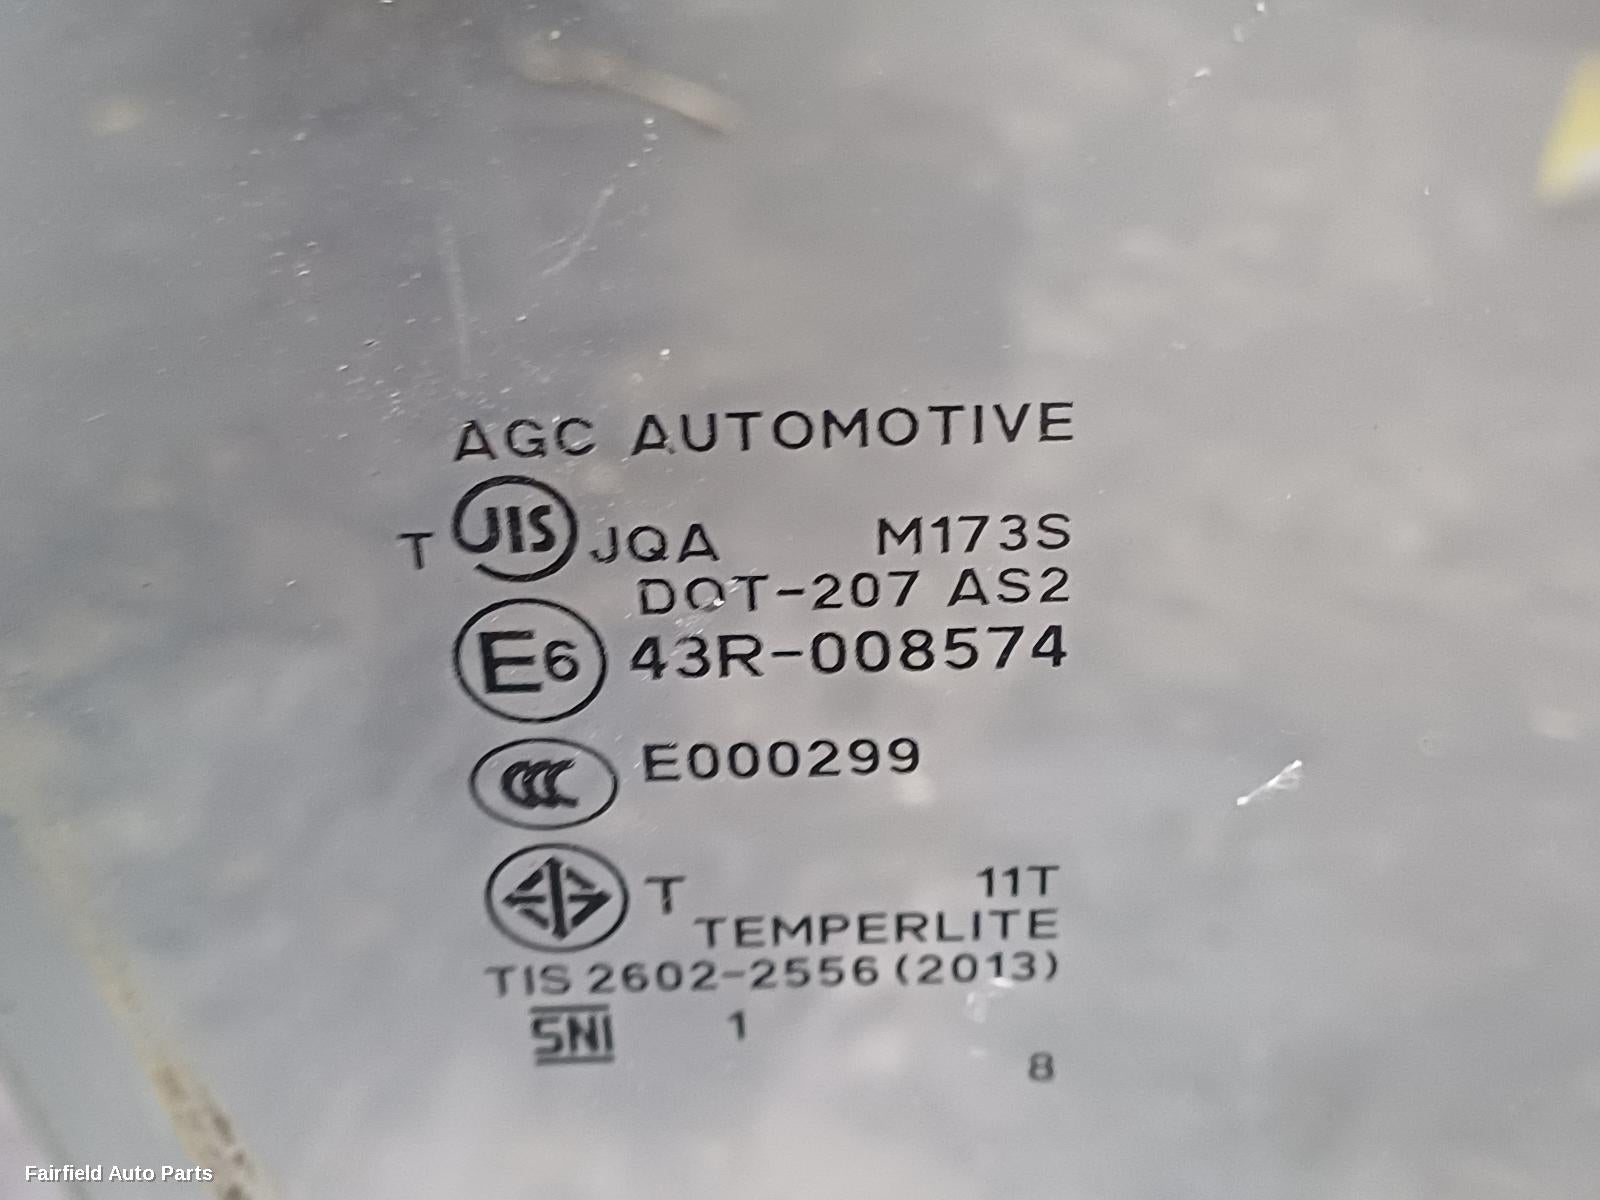 AGC AUTOMOTIVE
T JIS JQA M173S
DOT-207 AS2
E6 43R-008574
CCC E000299
T 11T
TEMPERLITE
TIS 2602-2556 (2013)
SNI 1
8
Fairfield Auto Parts